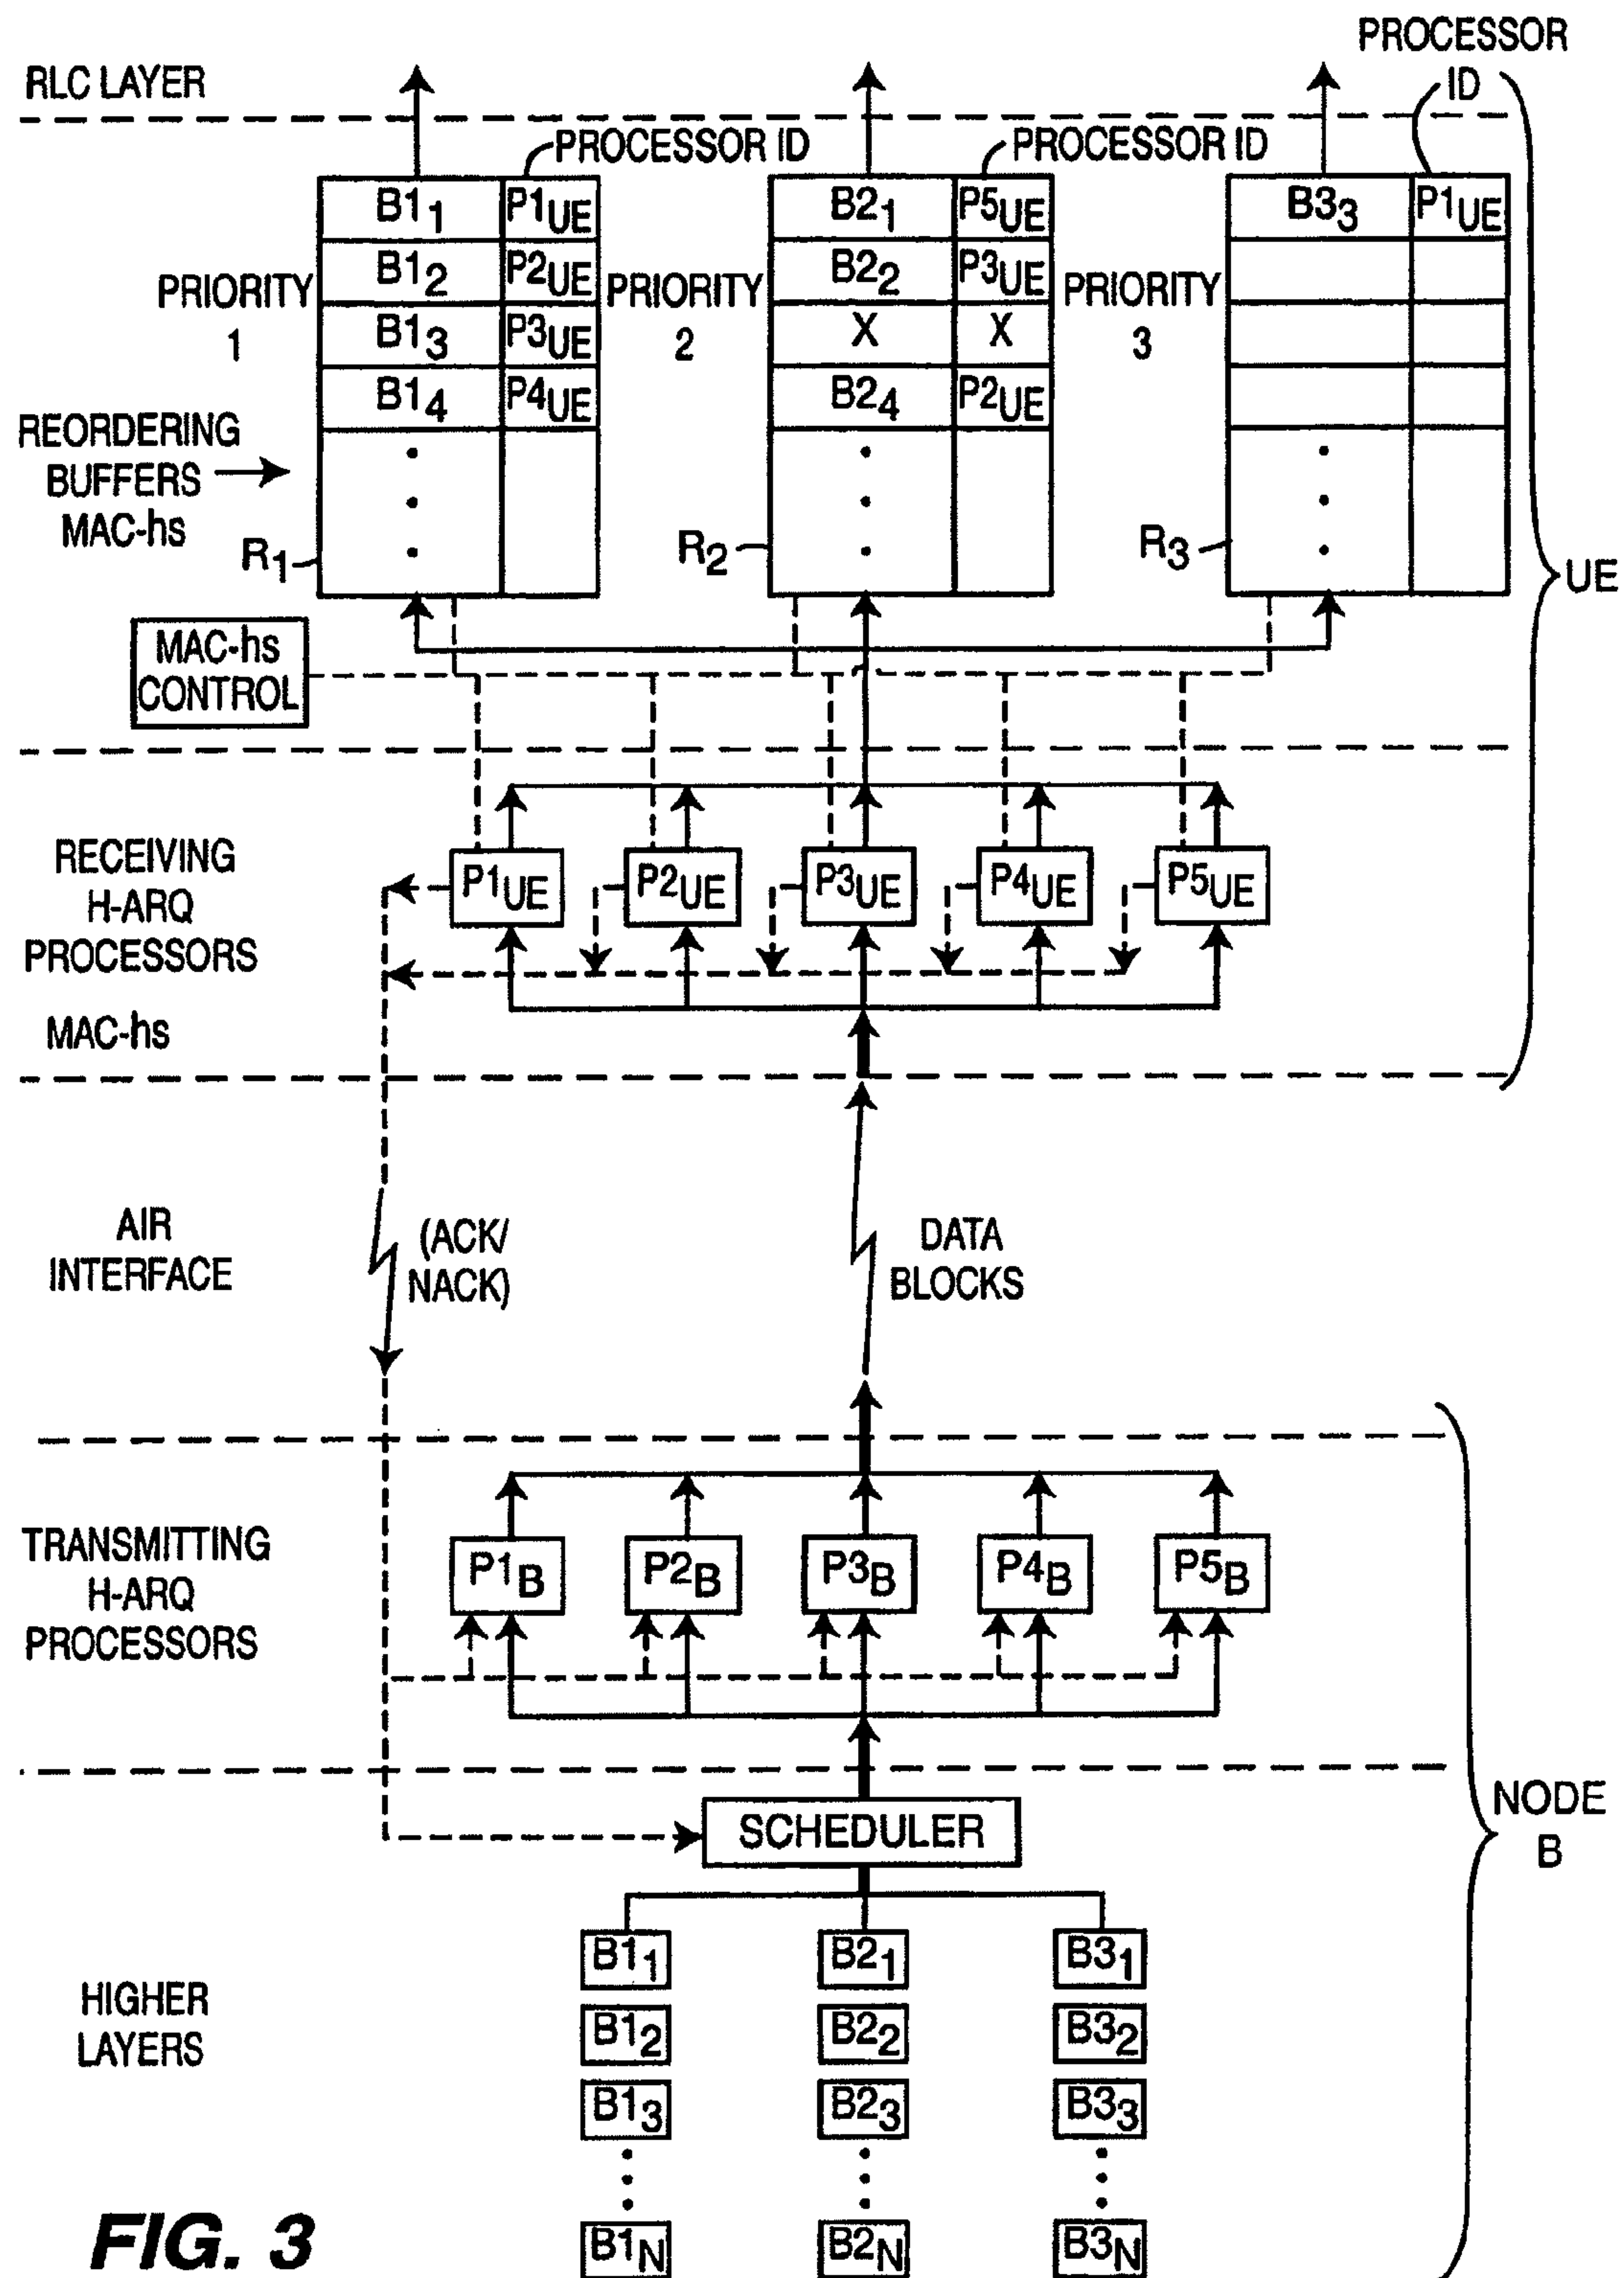 PROCESSOR
ID
RLC LAYER
PROCESSOR ID
PROCESSOR ID
B1₁ P1UE
B1₂ P2UE
B1₃ P3UE
B1₄ P4UE
PRIORITY
1
B2₁ P5UE
B2₂ P3UE
X X
B2₄ P2UE
PRIORITY
2
B3₃ P1UE
PRIORITY
3
REORDERING
BUFFERS
MAC-hs
R₁
R₂
R₃
UE
MAC-hs
CONTROL
RECEIVING
H-ARQ
PROCESSORS
MAC-hs
P1UE P2UE P3UE P4UE P5UE
AIR
INTERFACE
(ACK/
NACK)
DATA
BLOCKS
TRANSMITTING
H-ARQ
PROCESSORS
P1B P2B P3B P4B P5B
SCHEDULER
NODE
B
HIGHER
LAYERS
B1₁ B2₁ B3₁
B1₂ B2₂ B3₂
B1₃ B2₃ B3₃
B1N B2N B3N
FIG. 3